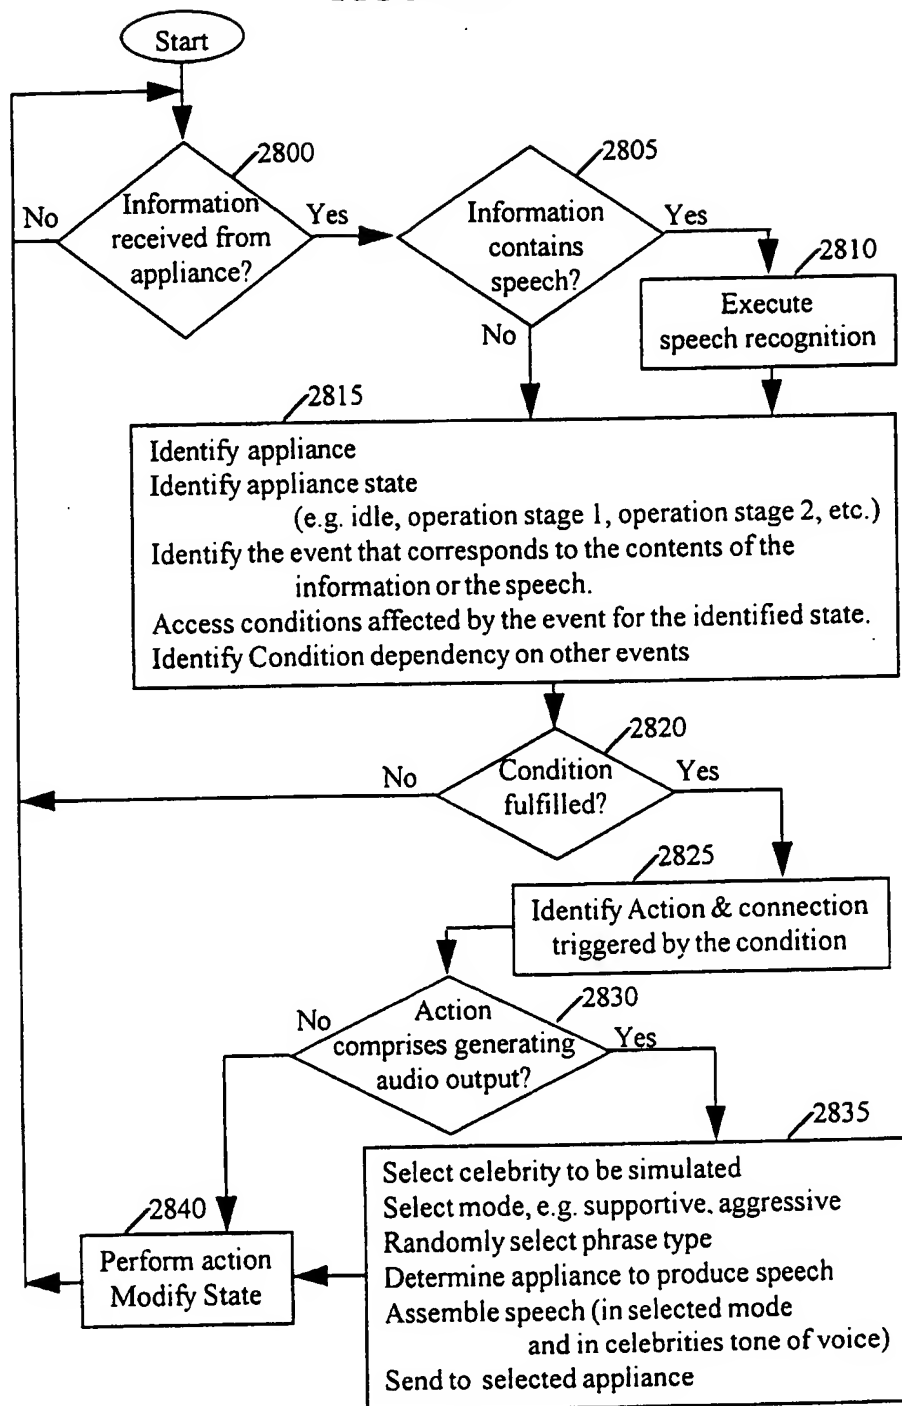 Start
2800
Information
received from
appliance?
No
Yes
2805
Information
contains
speech?
Yes
No
2810
Execute
speech recognition
2815
Identify appliance
Identify appliance state
(e.g. idle, operation stage 1, operation stage 2, etc.)
Identify the event that corresponds to the contents of the
information or the speech.
Access conditions affected by the event for the identified state.
Identify Condition dependency on other events
2820
Condition
fulfilled?
No
Yes
2825
Identify Action & connection
triggered by the condition
2830
Action
comprises generating
audio output?
No
Yes
2835
Select celebrity to be simulated
Select mode, e.g. supportive. aggressive
Randomly select phrase type
Determine appliance to produce speech
Assemble speech (in selected mode
and in celebrities tone of voice)
Send to selected appliance
2840
Perform action
Modify State